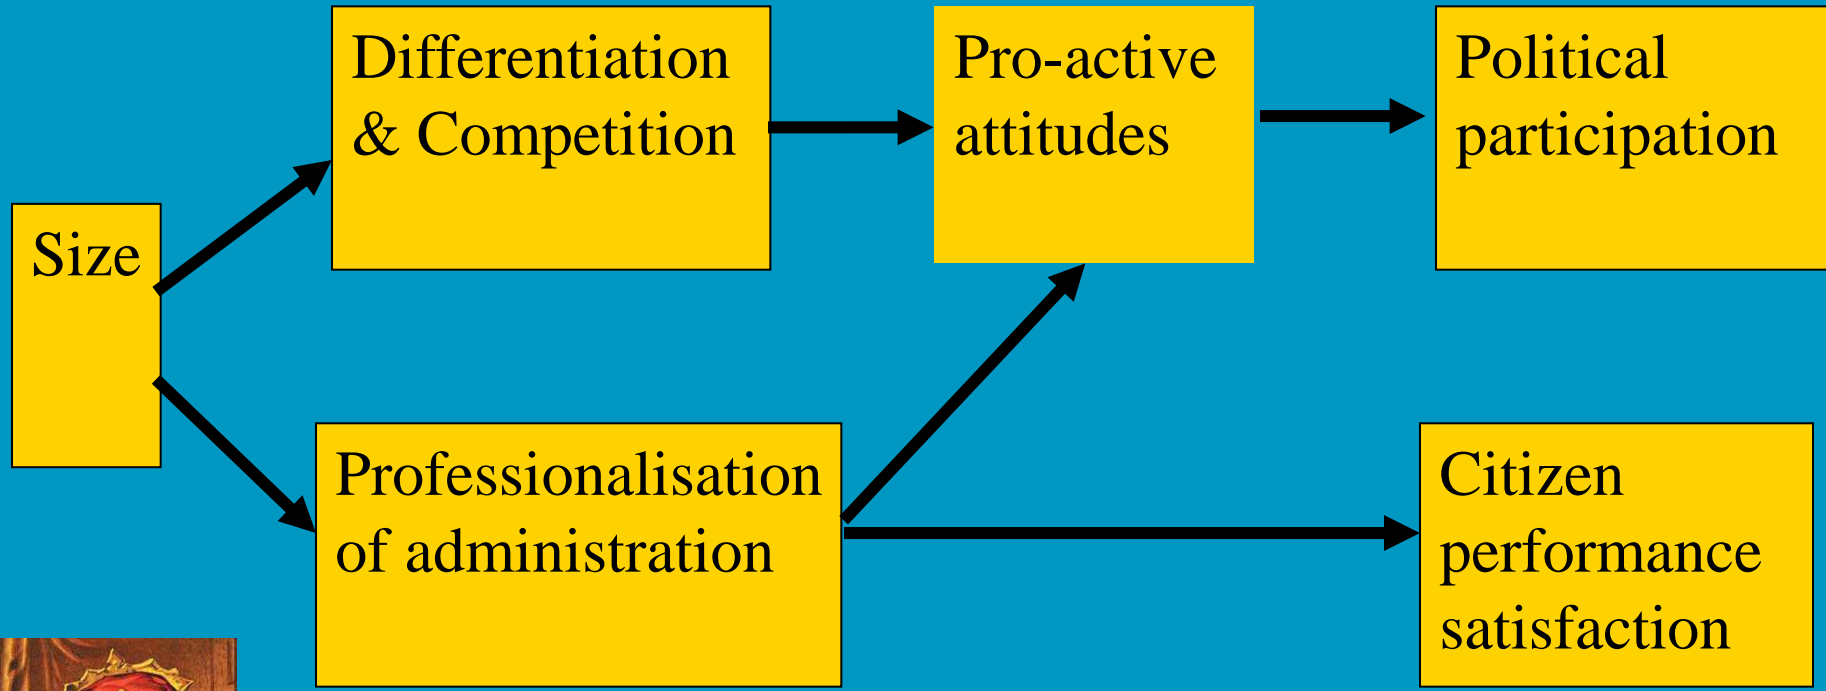 Differentiation
& Competition
Pro-active
attitudes
Political
participation
Size
Professionalisation
of administration
Citizen
performance
satisfaction